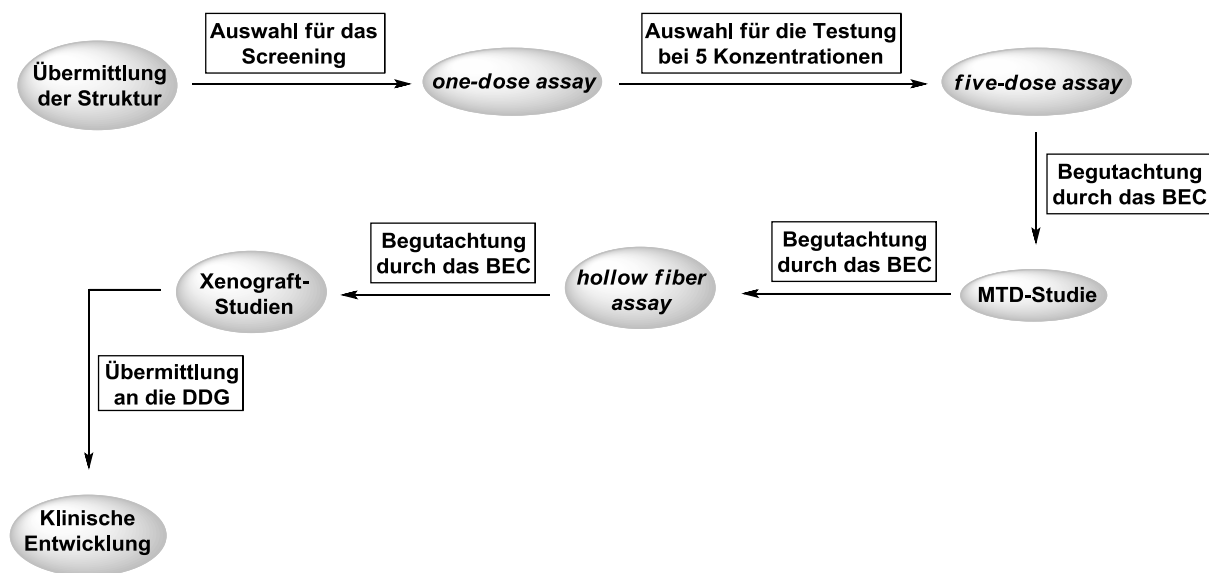 Übermittlung
der Struktur
Auswahl für das
Screening
one-dose assay
Auswahl für die Testung
bei 5 Konzentrationen
five-dose assay
Begutachtung
durch das BEC
MTD-Studie
Begutachtung
durch das BEC
hollow fiber
assay
Begutachtung
durch das BEC
Xenograft-
Studien
Übermittlung
an die DDG
Klinische
Entwicklung